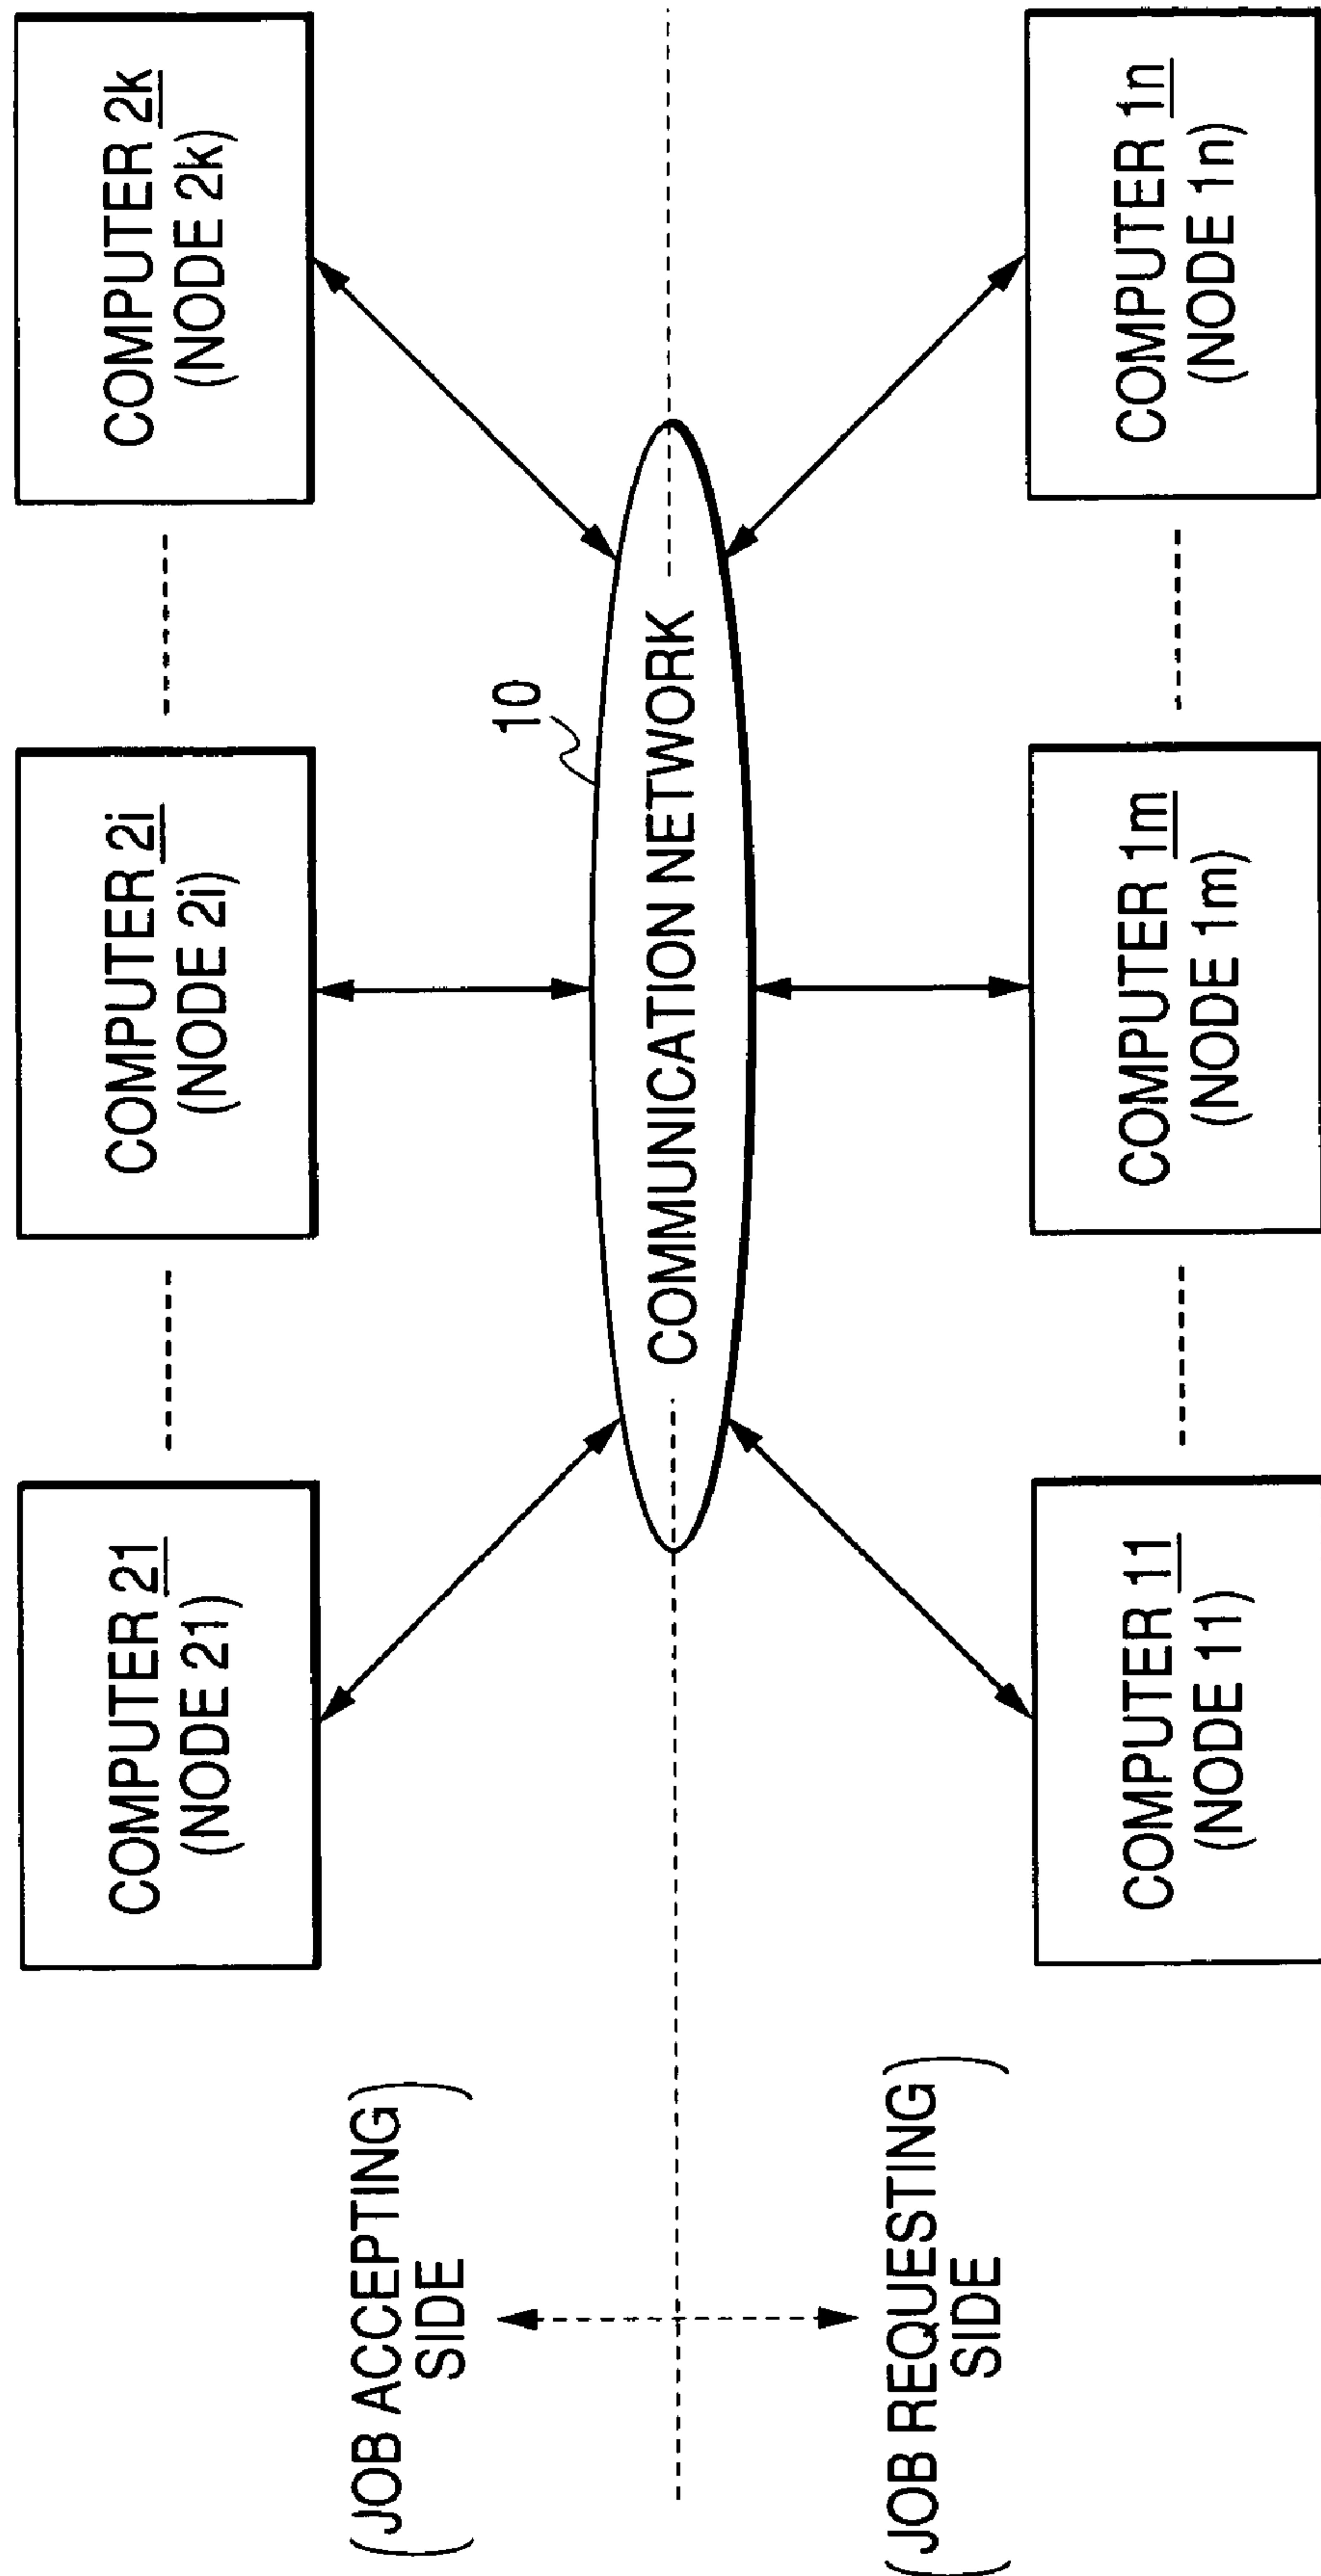 COMPUTER 21
(NODE 21)
COMPUTER 2i
(NODE 2i)
COMPUTER 2k
(NODE 2k)
(JOB ACCEPTING
SIDE)
10
COMMUNICATION NETWORK
(JOB REQUESTING
SIDE)
COMPUTER 11
(NODE 11)
COMPUTER 1m
(NODE 1m)
COMPUTER 1n
(NODE 1n)